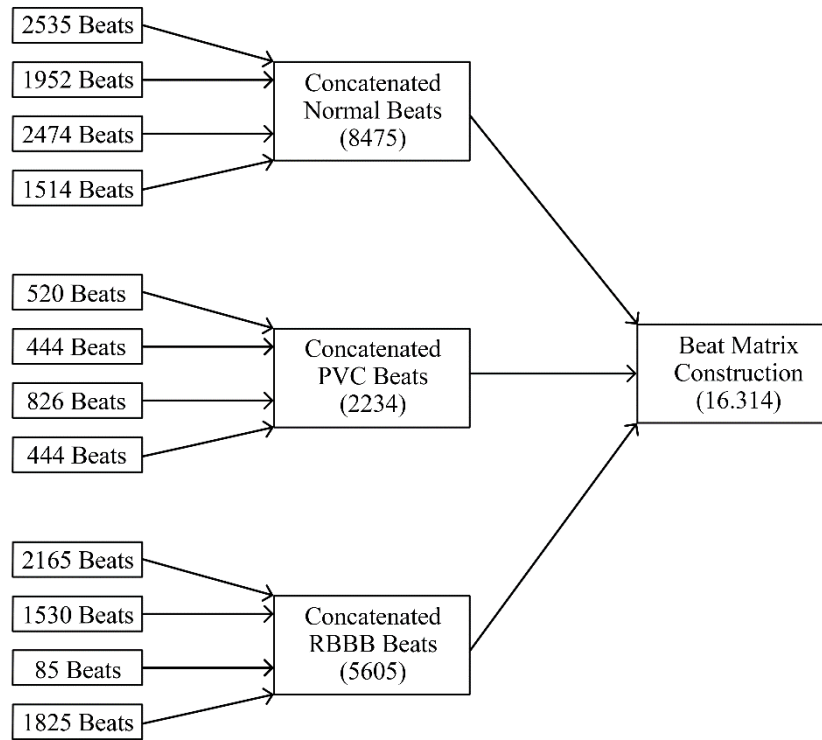 2535 Beats
1952 Beats
2474 Beats
1514 Beats
Concatenated
Normal Beats
(8475)
520 Beats
444 Beats
826 Beats
444 Beats
Concatenated
PVC Beats
(2234)
2165 Beats
1530 Beats
85 Beats
1825 Beats
Concatenated
RBBB Beats
(5605)
Beat Matrix
Construction
(16.314)